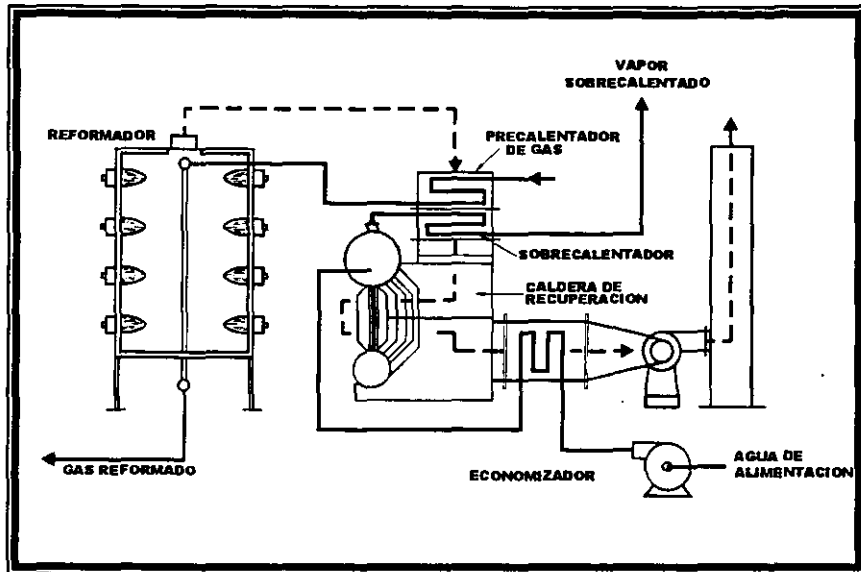 VAPOR
SOBRECALENTADO
REFORMADOR
PRECALENTADOR
DE GAS
SOBRECALENTADOR
CALDERA DE
RECUPERACION
GAS REFORMADO
ECONOMIZADOR
AGUA DE
ALIMENTACION